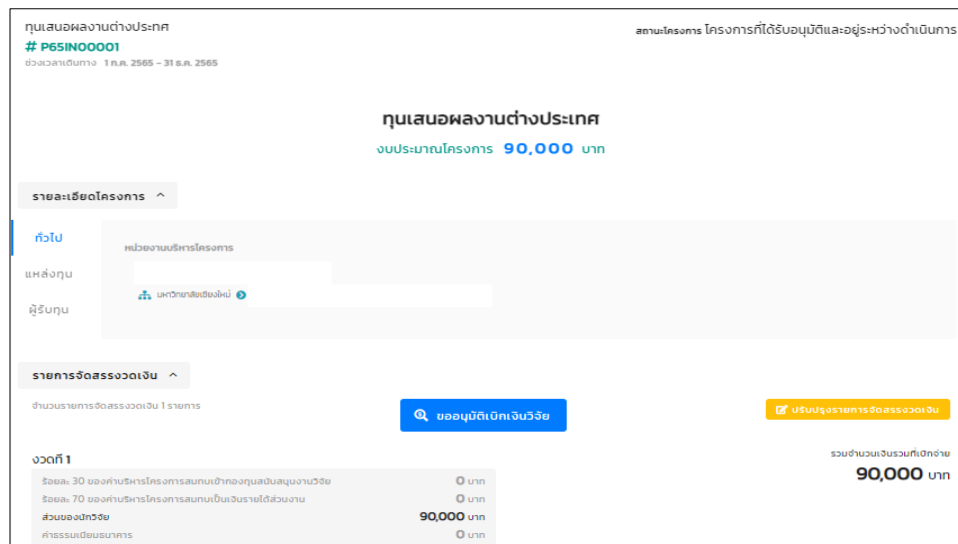 ทุนเสนอผลงานต่างประเทศ
สถานะโครงการ โครงการที่ได้รับอนุมัติและอยู่ระหว่างดำเนินการ
# P65IN00001
ช่วงเวลาเดินทาง 1 ก.ค. 2565 - 31 ธ.ค. 2565
ทุนเสนอผลงานต่างประเทศ
งบประมาณโครงการ 90,000 บาท
รายละเอียดโครงการ
ทั่วไป
หน่วยงานบริหารโครงการ
แหล่งทุน
มหาวิทยาลัยเชียงใหม่
ผู้รับทุน
รายการจัดสรรงวดเงิน
จำนวนรายการจัดสรรงวดเงิน 1 รายการ
ขออนุมัติเบิกเงินวิจัย
ปรับปรุงรายการจัดสรรงวดเงิน
งวดที่ 1
รวมจำนวนเงินรวมที่เบิกจ่าย
90,000 บาท
ร้อยละ 30 ของค่าบริหารโครงการสมทบเข้ากองทุนสนับสนุนงานวิจัย 0 บาท
ร้อยละ 70 ของค่าบริหารโครงการสมทบเป็นเงินรายได้ส่วนงาน 0 บาท
ส่วนของนักวิจัย 90,000 บาท
ค่าธรรมเนียมธนาคาร 0 บาท